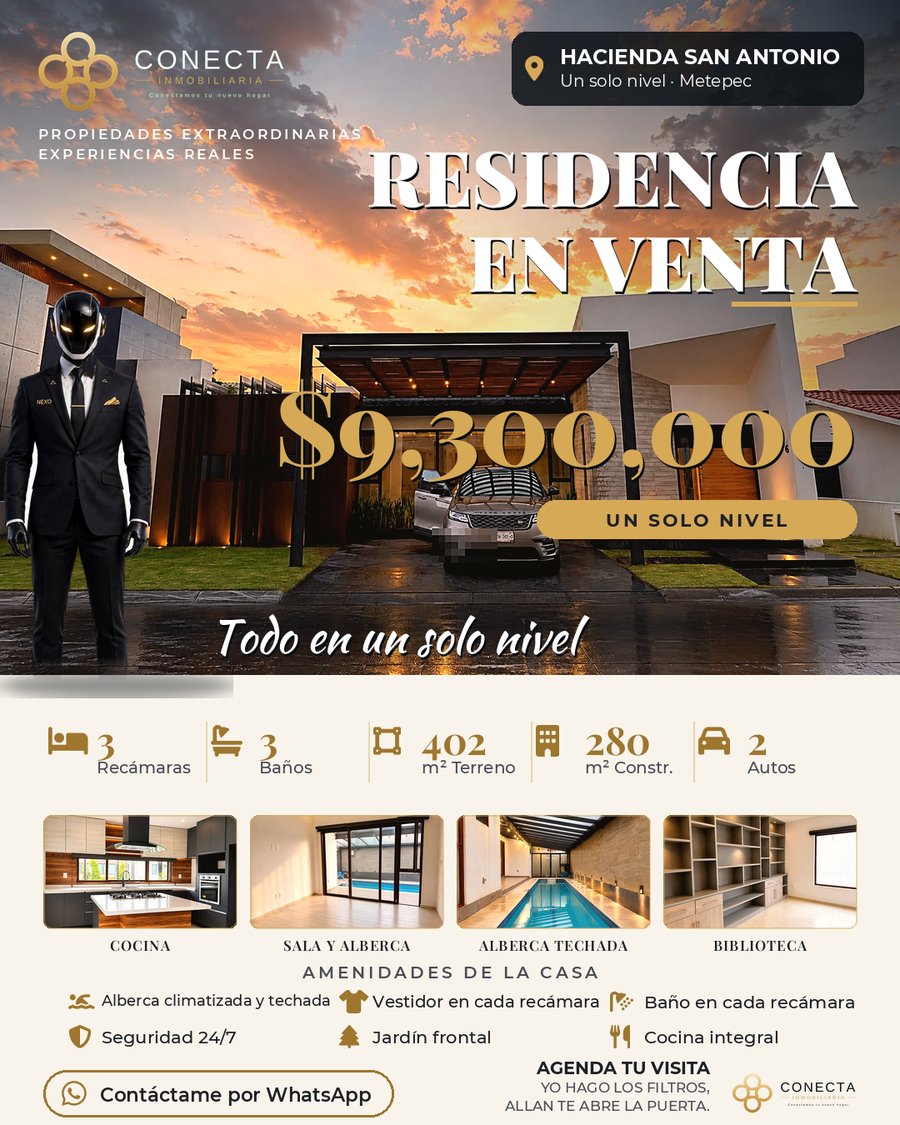 CONECTA
INMOBILIARIA
Conectamos tu nuevo hogar
PROPIEDADES EXTRAORDINARIAS
EXPERIENCIAS REALES
HACIENDA SAN ANTONIO
Un solo nivel · Metepec
RESIDENCIA
EN VENTA
NEXO
$9,300,000
UN SOLO NIVEL
Todo en un solo nivel
3
Recámaras
3
Baños
402
m² Terreno
280
m² Constr.
2
Autos
COCINA
SALA Y ALBERCA
ALBERCA TECHADA
BIBLIOTECA
AMENIDADES DE LA CASA
Alberca climatizada y techada
Vestidor en cada recámara
Baño en cada recámara
Seguridad 24/7
Jardín frontal
Cocina integral
Contáctame por WhatsApp
AGENDA TU VISITA
YO HAGO LOS FILTROS,
ALLAN TE ABRE LA PUERTA.
CONECTA
INMOBILIARIA
Conectamos tu nuevo hogar